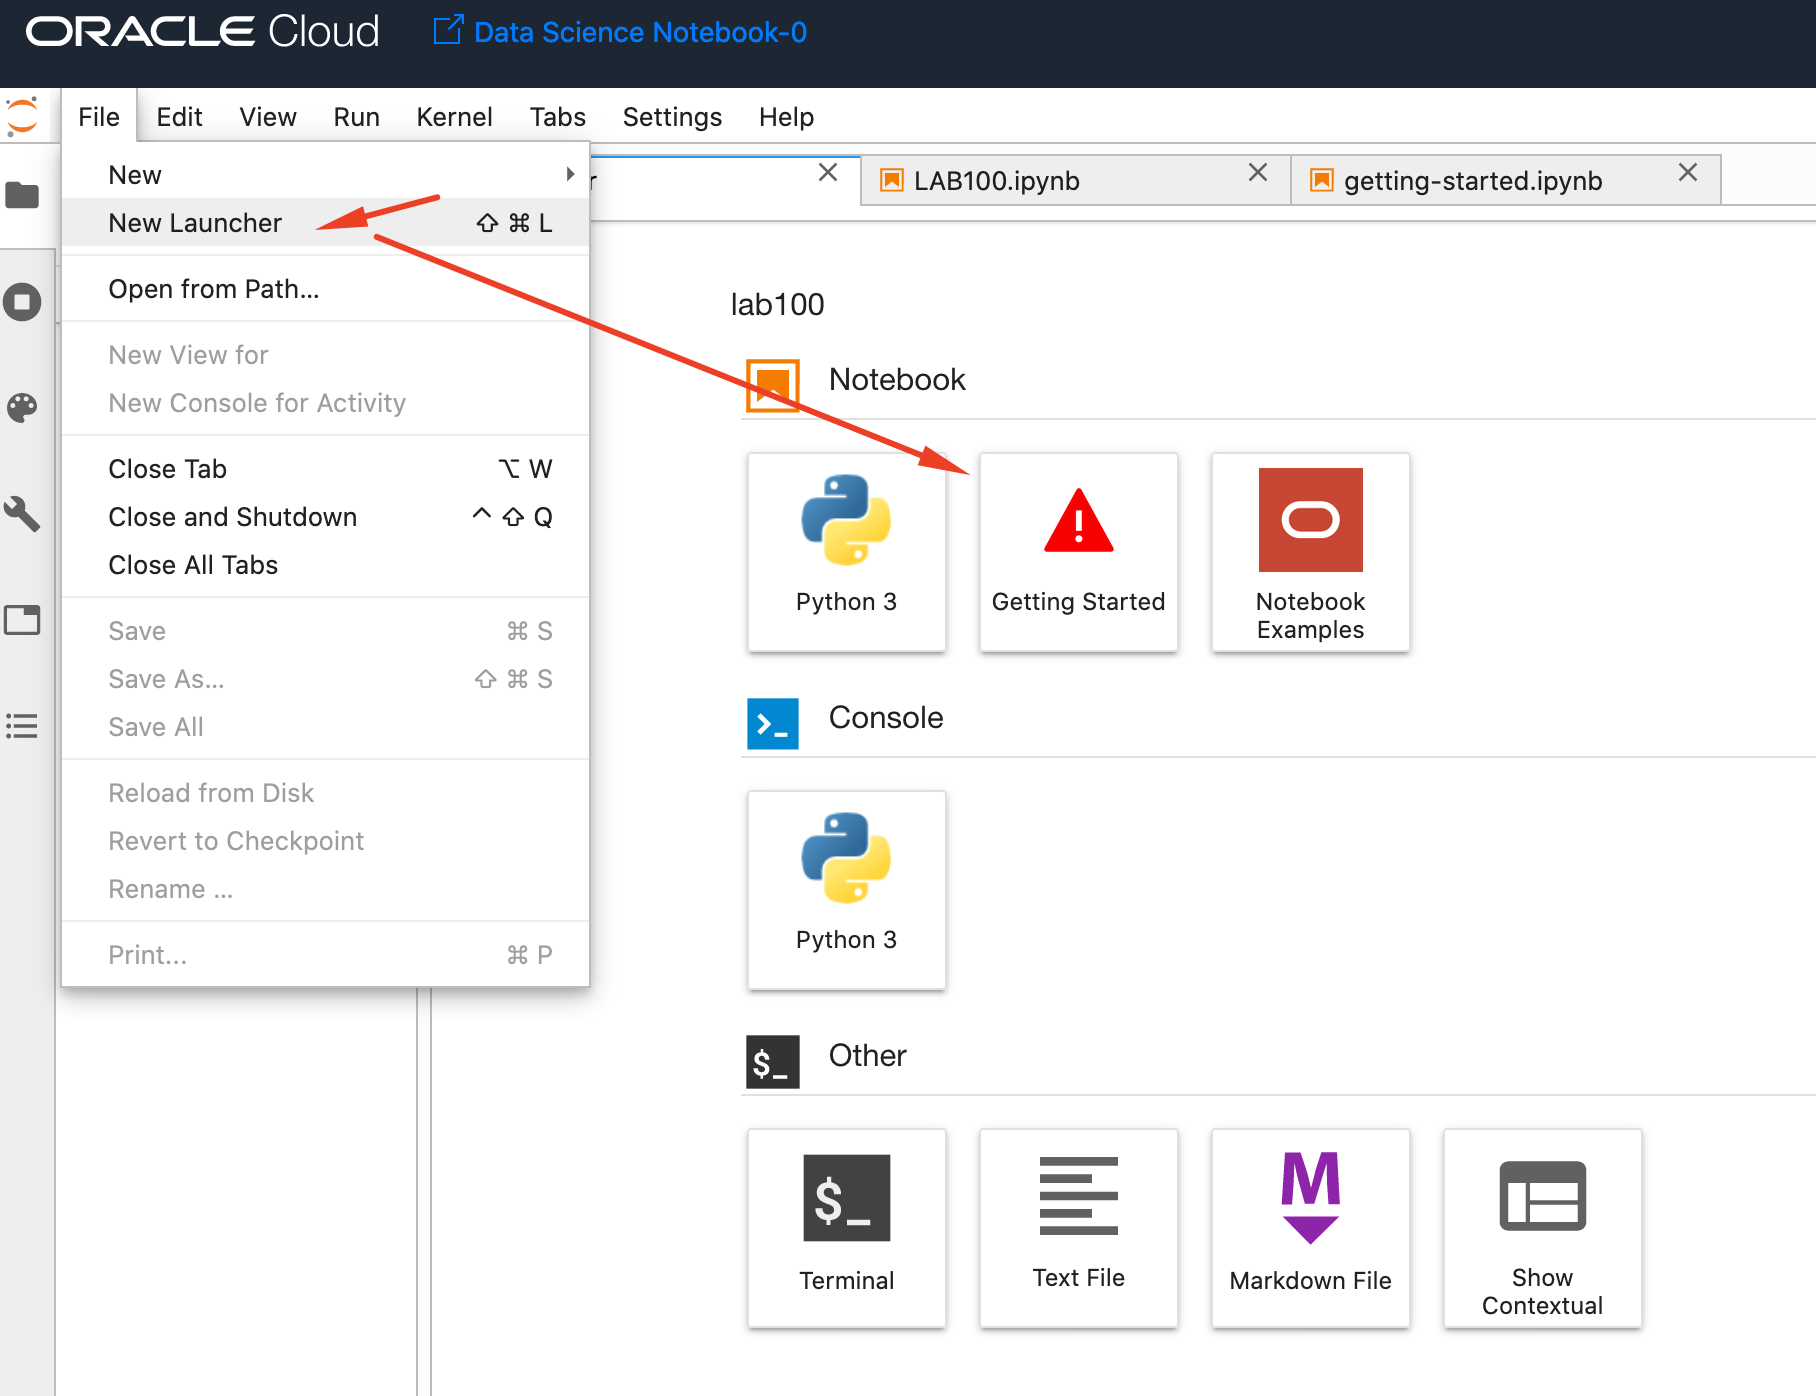 ORACLE Cloud
Data Science Notebook-0
File Edit View Run Kernel Tabs Settings Help
New
New Launcher ⇧ ⌘ L
Open from Path...
New View for
New Console for Activity
Close Tab ⌥ W
Close and Shutdown ^ ⇧ Q
Close All Tabs
Save ⌘ S
Save As... ⇧ ⌘ S
Save All
Reload from Disk
Revert to Checkpoint
Rename ...
Print... ⌘ P
r
LAB100.ipynb
getting-started.ipynb
lab100
Notebook
Python 3
Getting Started
Notebook
Examples
Console
Python 3
$_
Other
$_
Terminal
Text File
M
Markdown File
Show
Contextual